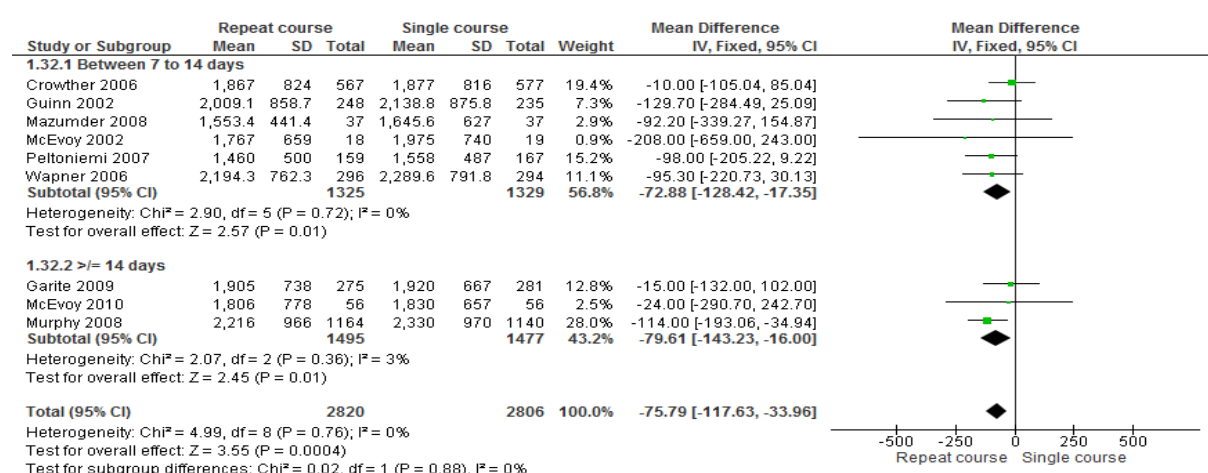 Repeat course Single course Mean Difference Mean Difference
Study or Subgroup Mean SD Total Mean SD Total Weight IV, Fixed, 95% CI IV, Fixed, 95% CI
1.32.1 Between 7 to 14 days
Crowther 2006 1,867 824 567 1,877 816 577 19.4% -10.00 [-105.04, 85.04]
Guinn 2002 2,009.1 858.7 248 2,138.8 875.8 235 7.3% -129.70 [-284.49, 25.09]
Mazumder 2008 1,553.4 441.4 37 1,645.6 627 37 2.9% -92.20 [-339.27, 154.87]
McEvoy 2002 1,767 659 18 1,975 740 19 0.9% -208.00 [-659.00, 243.00]
Peltoniemi 2007 1,460 500 159 1,558 487 167 15.2% -98.00 [-205.22, 9.22]
Wapner 2006 2,194.3 762.3 296 2,289.6 791.8 294 11.1% -95.30 [-220.73, 30.13]
Subtotal (95% CI) 1325 1329 56.8% -72.88 [-128.42, -17.35]
Heterogeneity: Chi² = 2.90, df = 5 (P = 0.72); I² = 0%
Test for overall effect: Z = 2.57 (P = 0.01)
1.32.2 >/= 14 days
Garite 2009 1,905 738 275 1,920 667 281 12.8% -15.00 [-132.00, 102.00]
McEvoy 2010 1,806 778 56 1,830 657 56 2.5% -24.00 [-290.70, 242.70]
Murphy 2008 2,216 966 1164 2,330 970 1140 28.0% -114.00 [-193.06, -34.94]
Subtotal (95% CI) 1495 1477 43.2% -79.61 [-143.23, -16.00]
Heterogeneity: Chi² = 2.07, df = 2 (P = 0.36); I² = 3%
Test for overall effect: Z = 2.45 (P = 0.01)
Total (95% CI) 2820 2806 100.0% -75.79 [-117.63, -33.96]
Heterogeneity: Chi² = 4.99, df = 8 (P = 0.76); I² = 0%
Test for overall effect: Z = 3.55 (P = 0.0004)
Test for subgroup differences: Chi² = 0.02, df = 1 (P = 0.88), I² = 0%
-500 -250 0 250 500
Repeat course Single course